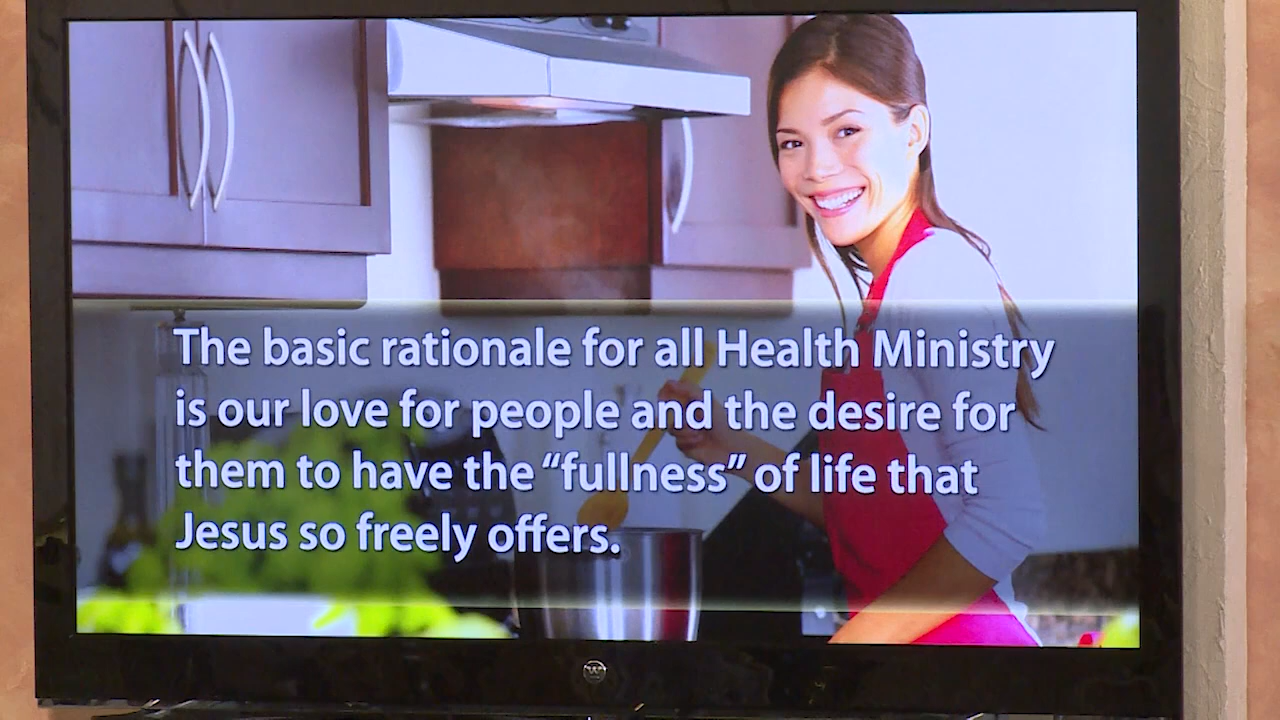 The basic rationale for all Health Ministry
is our love for people and the desire for
them to have the “fullness” of life that
Jesus so freely offers.